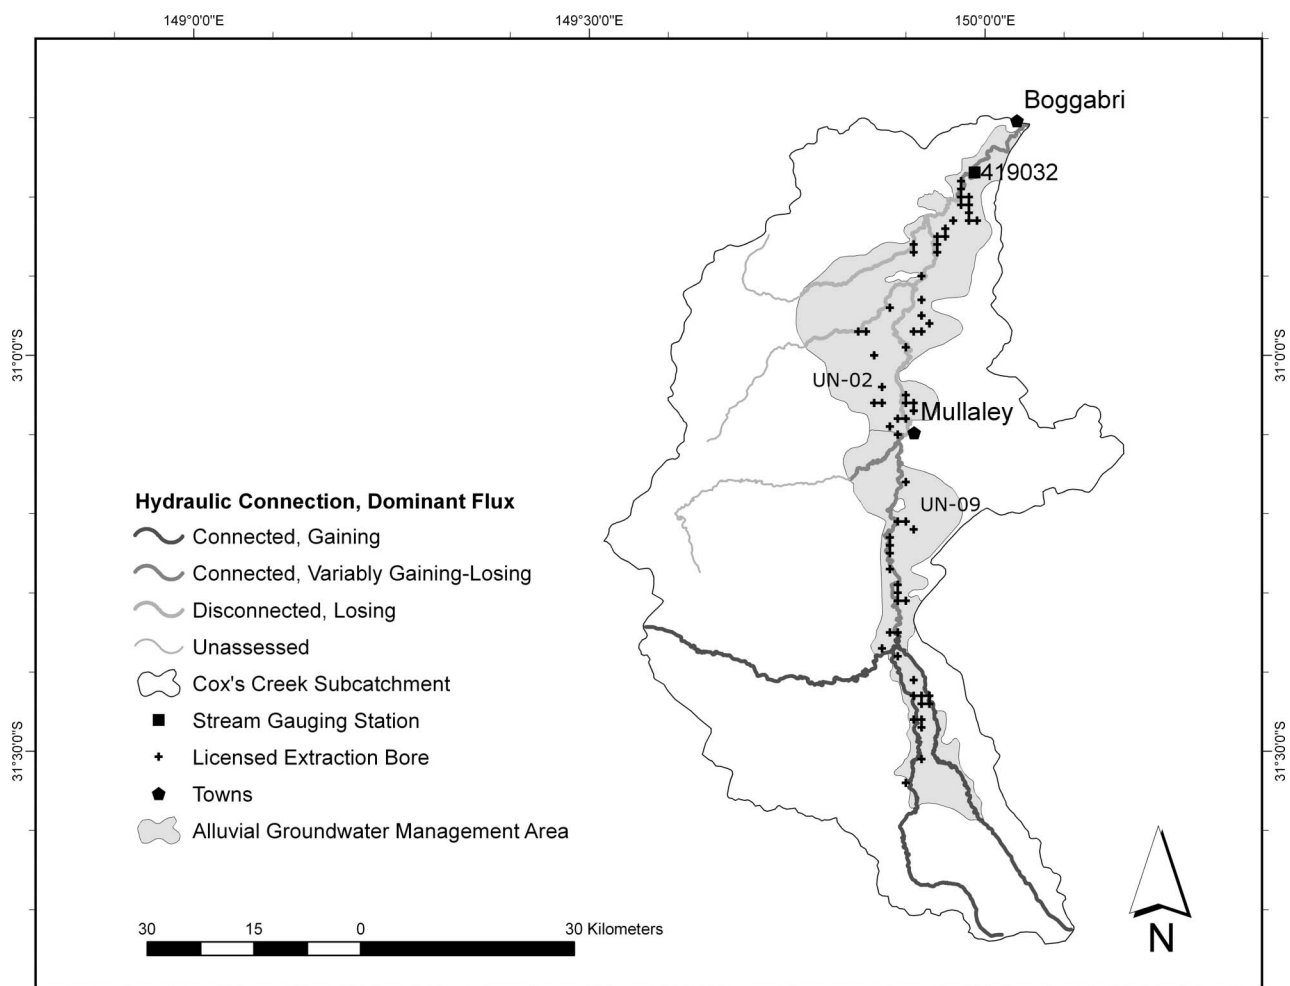 149°0'0"E
149°30'0"E
150°0'0"E
Boggabri
419032
31°0'0"S
31°0'0"S
UN-02
Mullaley
UN-09
Hydraulic Connection, Dominant Flux
Connected, Gaining
Connected, Variably Gaining-Losing
Disconnected, Losing
Unassessed
Cox's Creek Subcatchment
Stream Gauging Station
Licensed Extraction Bore
Towns
Alluvial Groundwater Management Area
31°30'0"S
31°30'0"S
30 15 0 30 Kilometers
N